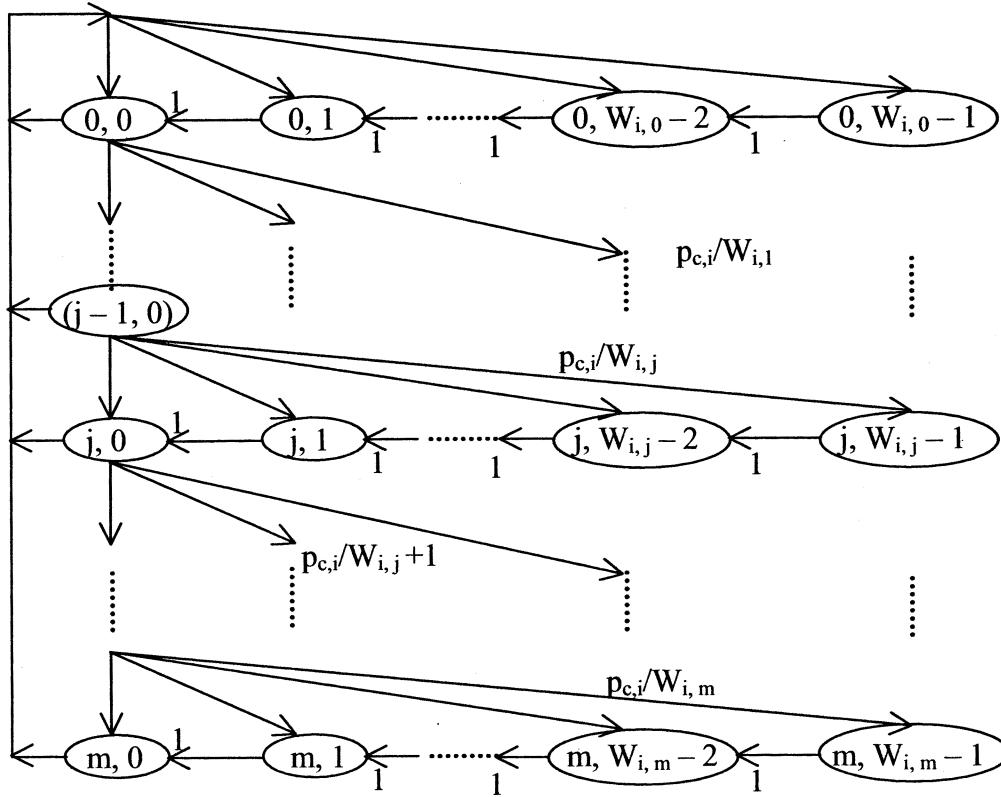 1
0, 0 0, 1 0, W_{i, 0} – 2 0, W_{i, 0} – 1
1 1 1
p_{c,i}/W_{i,1}
(j – 1, 0)
p_{c,i}/W_{i, j}
1
j, 0 j, 1 j, W_{i, j} – 2 j, W_{i, j} – 1
1 1 1
p_{c,i}/W_{i, j} +1
p_{c,i}/W_{i, m}
1
m, 0 m, 1 m, W_{i, m} – 2 m, W_{i, m} – 1
1 1 1